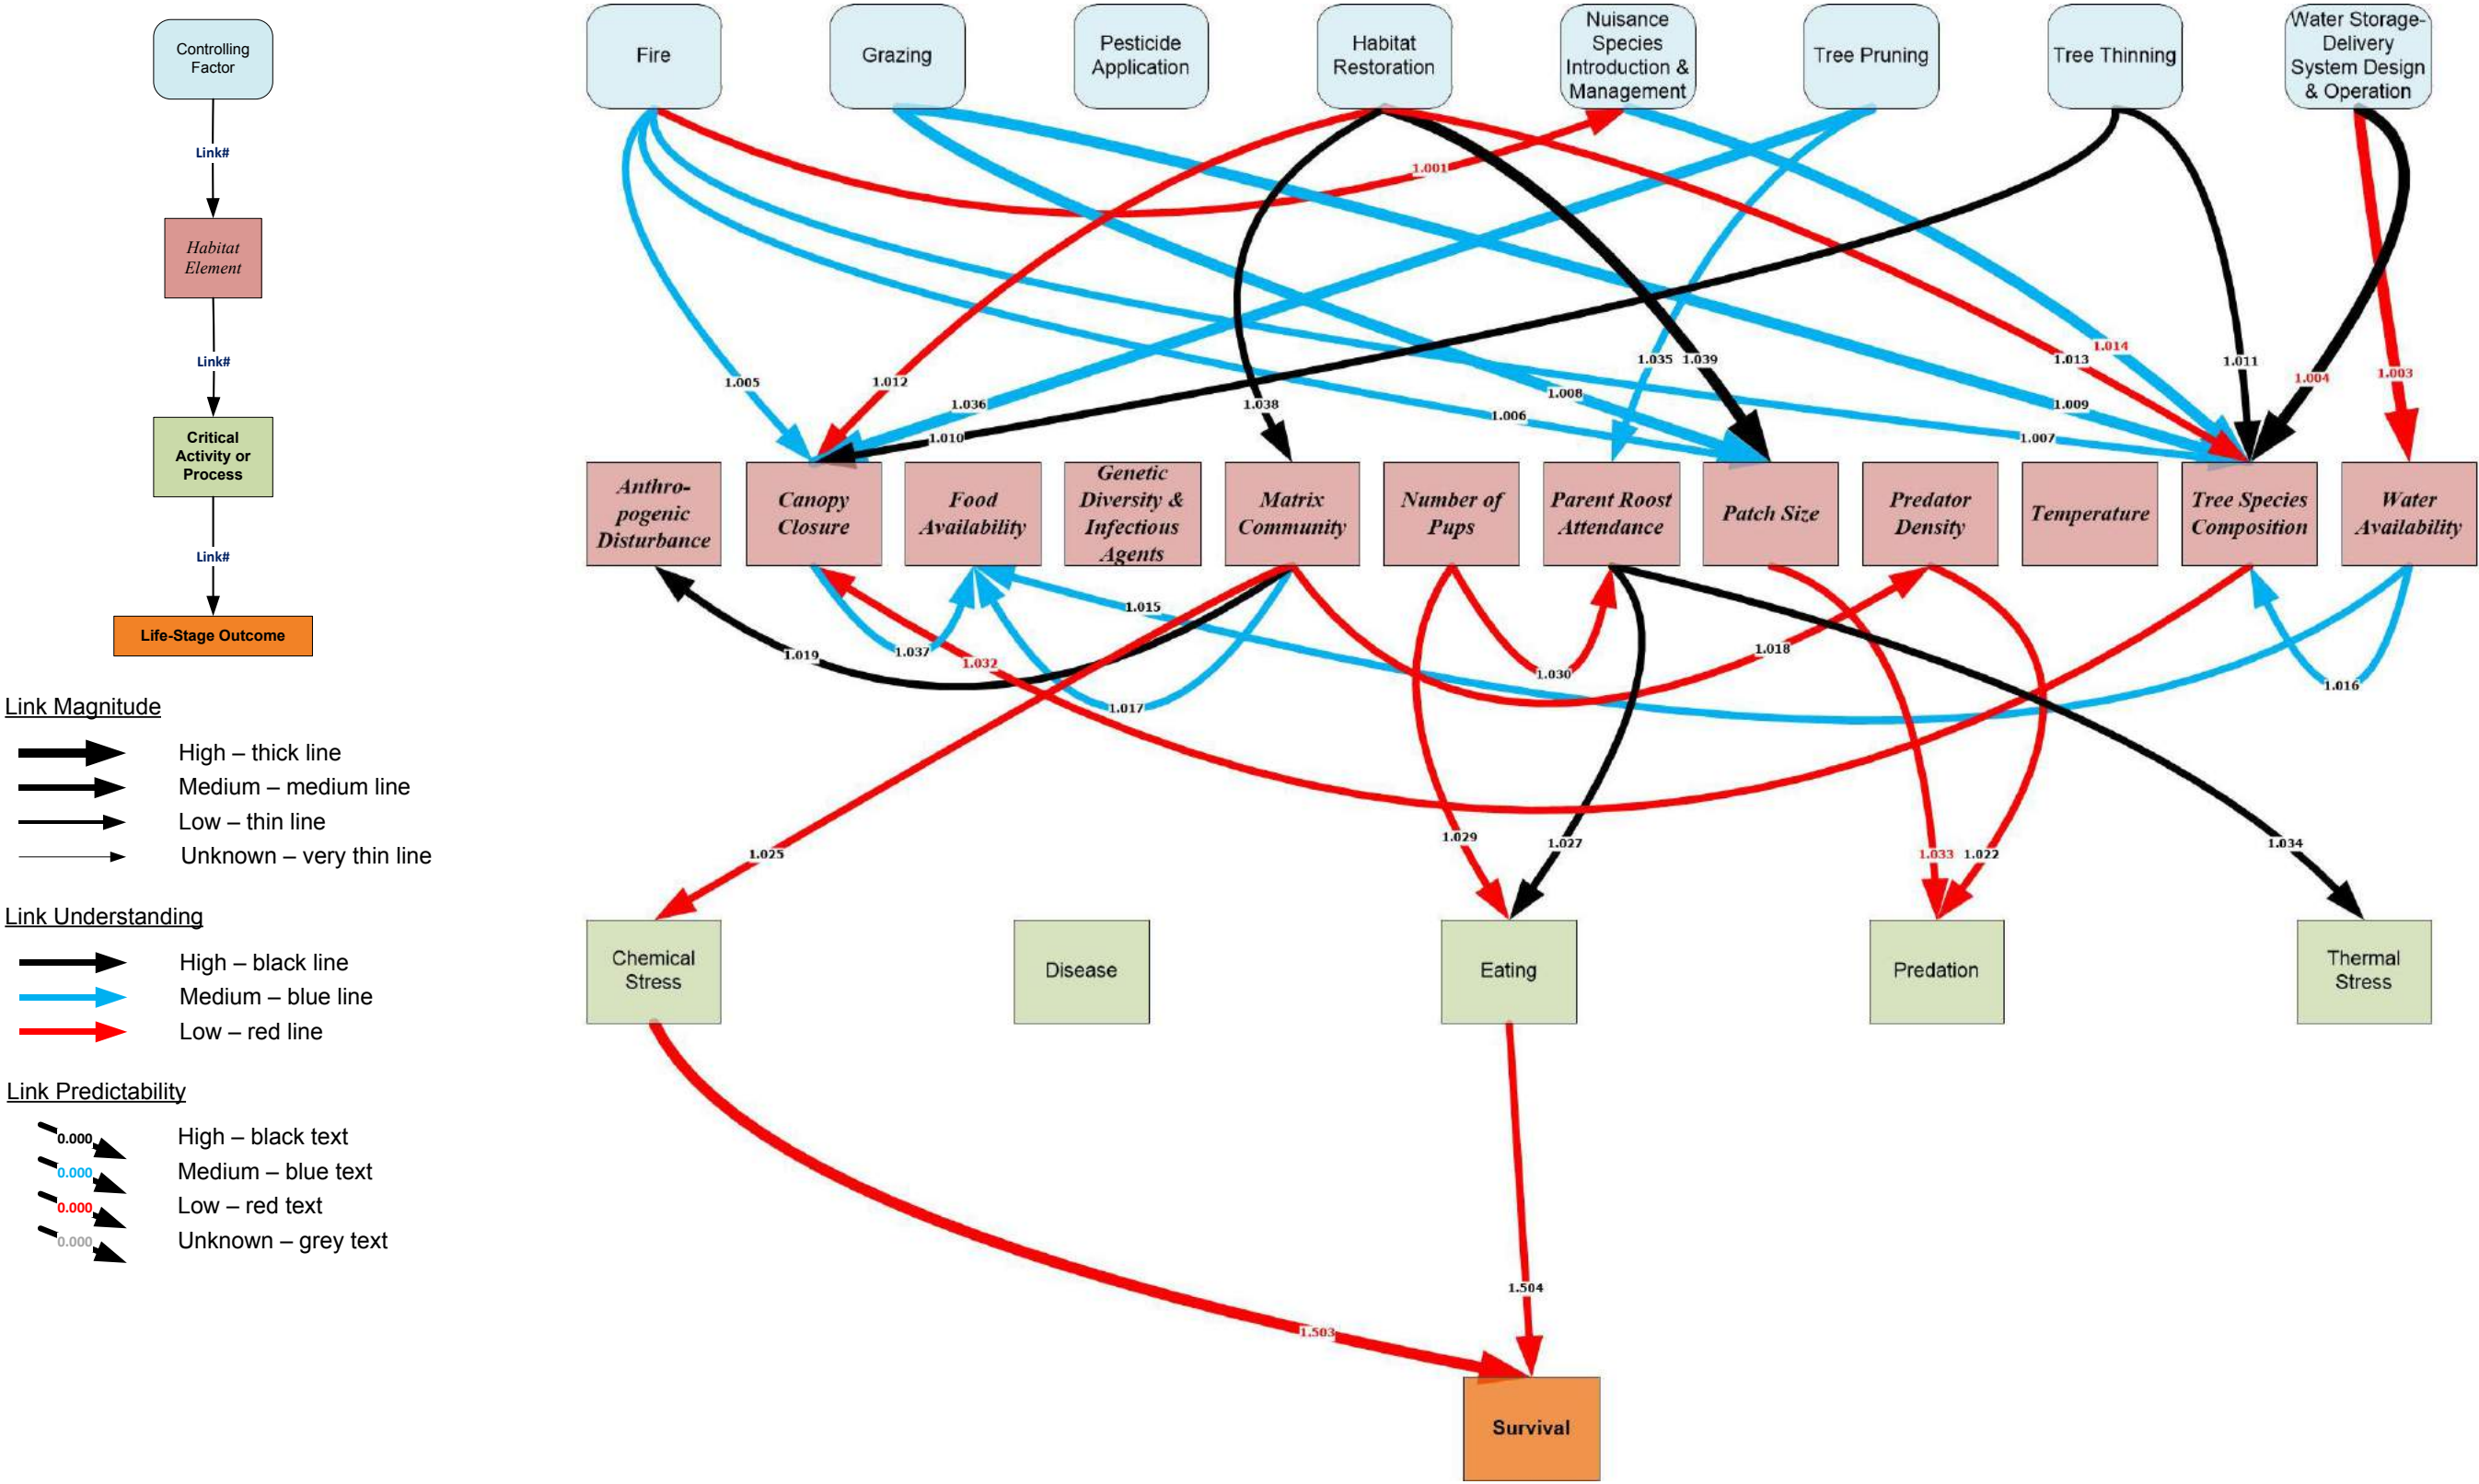 Controlling
Factor
Link#
Habitat
Element
Link#
Critical
Activity or
Process
Link#
Life-Stage Outcome
Link Magnitude
High – thick line
Medium – medium line
Low – thin line
Unknown – very thin line
Link Understanding
High – black line
Medium – blue line
Low – red line
Link Predictability
0.000
High – black text
0.000
Medium – blue text
0.000
Low – red text
0.000
Unknown – grey text
Fire
Grazing
Pesticide
Application
Habitat
Restoration
Nuisance
Species
Introduction &
Management
Tree Pruning
Tree Thinning
Water Storage-
Delivery
System Design
& Operation
1.001
1.005
1.012
1.036
1.010
1.038
1.006
1.008
1.035
1.039
1.013
1.014
1.009
1.007
1.011
1.004
1.003
Anthro-
pogenic
Disturbance
Canopy
Closure
Food
Availability
Genetic
Diversity &
Infectious
Agents
Matrix
Community
Number of
Pups
Parent Roost
Attendance
Patch Size
Predator
Density
Temperature
Tree Species
Composition
Water
Availability
1.019
1.037
1.032
1.015
1.017
1.030
1.018
1.016
1.025
1.029
1.027
1.033
1.022
1.034
Chemical
Stress
Disease
Eating
Predation
Thermal
Stress
1.503
1.504
Survival